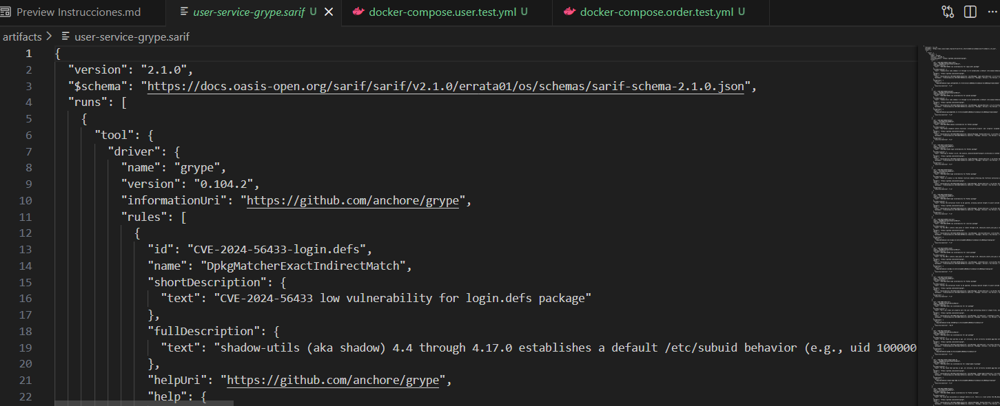 Preview Instrucciones.md
user-service-grype.sarif U
docker-compose.user.test.yml U
docker-compose.order.test.yml U
artifacts > user-service-grype.sarif
1 {
2 "version": "2.1.0",
3 "$schema": "https://docs.oasis-open.org/sarif/sarif/v2.1.0/errata01/os/schemas/sarif-schema-2.1.0.json",
4 "runs": [
5 {
6 "tool": {
7 "driver": {
8 "name": "grype",
9 "version": "0.104.2",
10 "informationUri": "https://github.com/anchore/grype",
11 "rules": [
12 {
13 "id": "CVE-2024-56433-login.defs",
14 "name": "DpkgMatcherExactIndirectMatch",
15 "shortDescription": {
16 "text": "CVE-2024-56433 low vulnerability for login.defs package"
17 },
18 "fullDescription": {
19 "text": "shadow-utils (aka shadow) 4.4 through 4.17.0 establishes a default /etc/subuid behavior (e.g., uid 100000
20 },
21 "helpUri": "https://github.com/anchore/grype",
22 "help": {